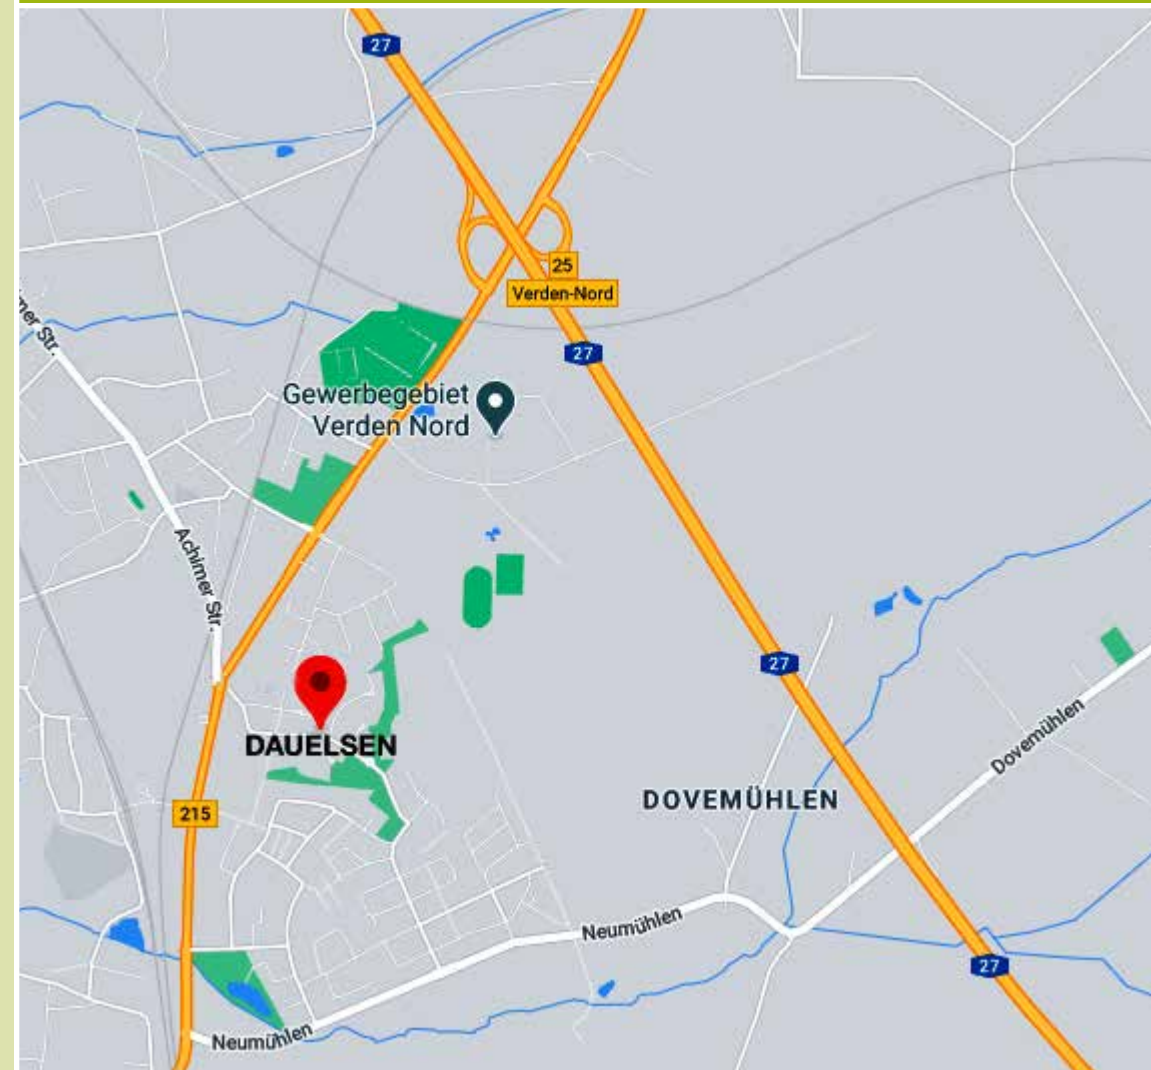 27
25
Verden-Nord
mer Str.
27
Gewerbegebiet
Verden Nord
Achimer Str.
27
DAUELSEN
Dovemühlen
DOVEMÜHLEN
215
Neumühlen
27
Neumühlen